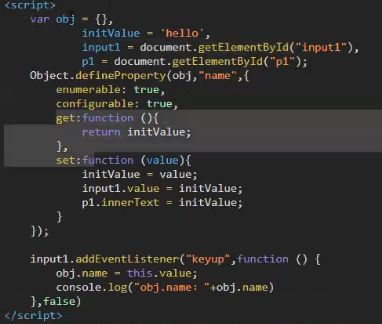 <script>
var obj = {},
initValue = 'hello',
input1 = document.getElementById("input1"),
p1 = document.getElementById("p1");
Object.defineProperty(obj,"name",{
enumerable: true,
configurable: true,
get:function (){
return initValue;
},
set:function (value){
initValue = value;
input1.value = initValue;
p1.innerText = initValue;
}
});
input1.addEventListener("keyup",function () {
obj.name = this.value;
console.log("obj.name: "+obj.name)
},false)
</script>